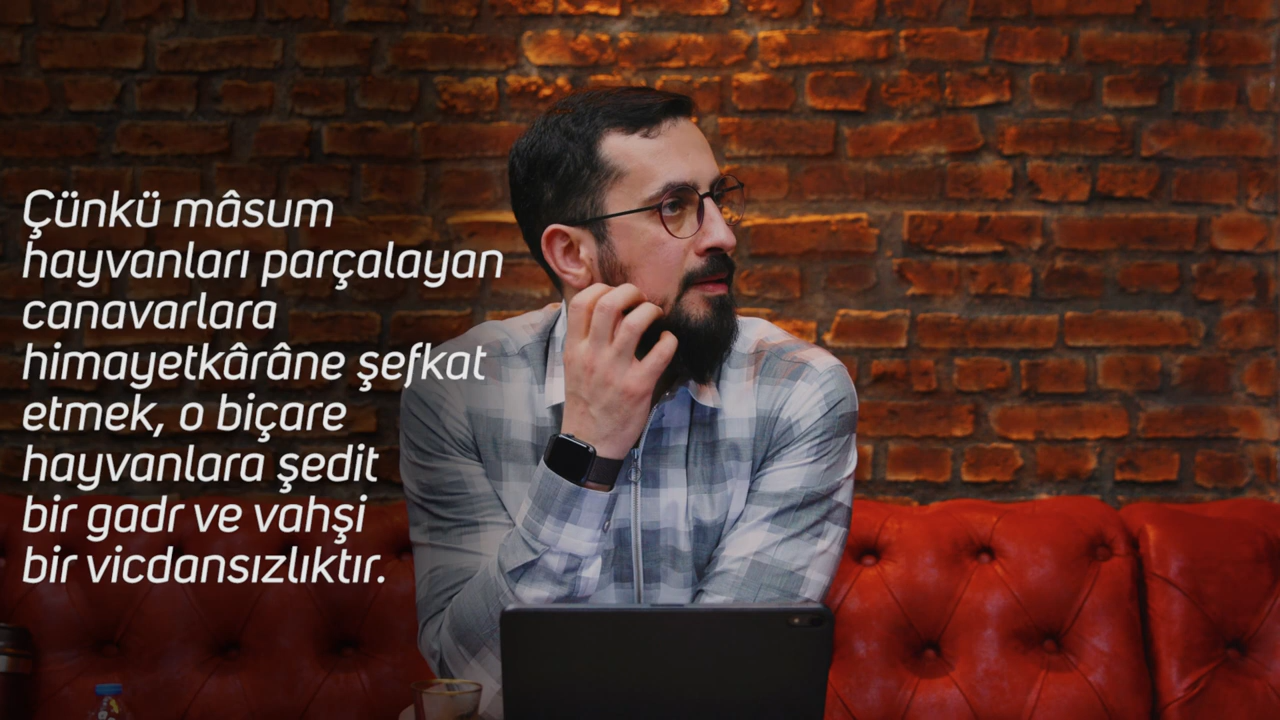 Çünkü mâsum
hayvanları parçalayan
canavarlara
himayetkârâne şefkat
etmek, o biçare
hayvanlara şedit
bir gadr ve vahşi
bir vicdansızlıktır.